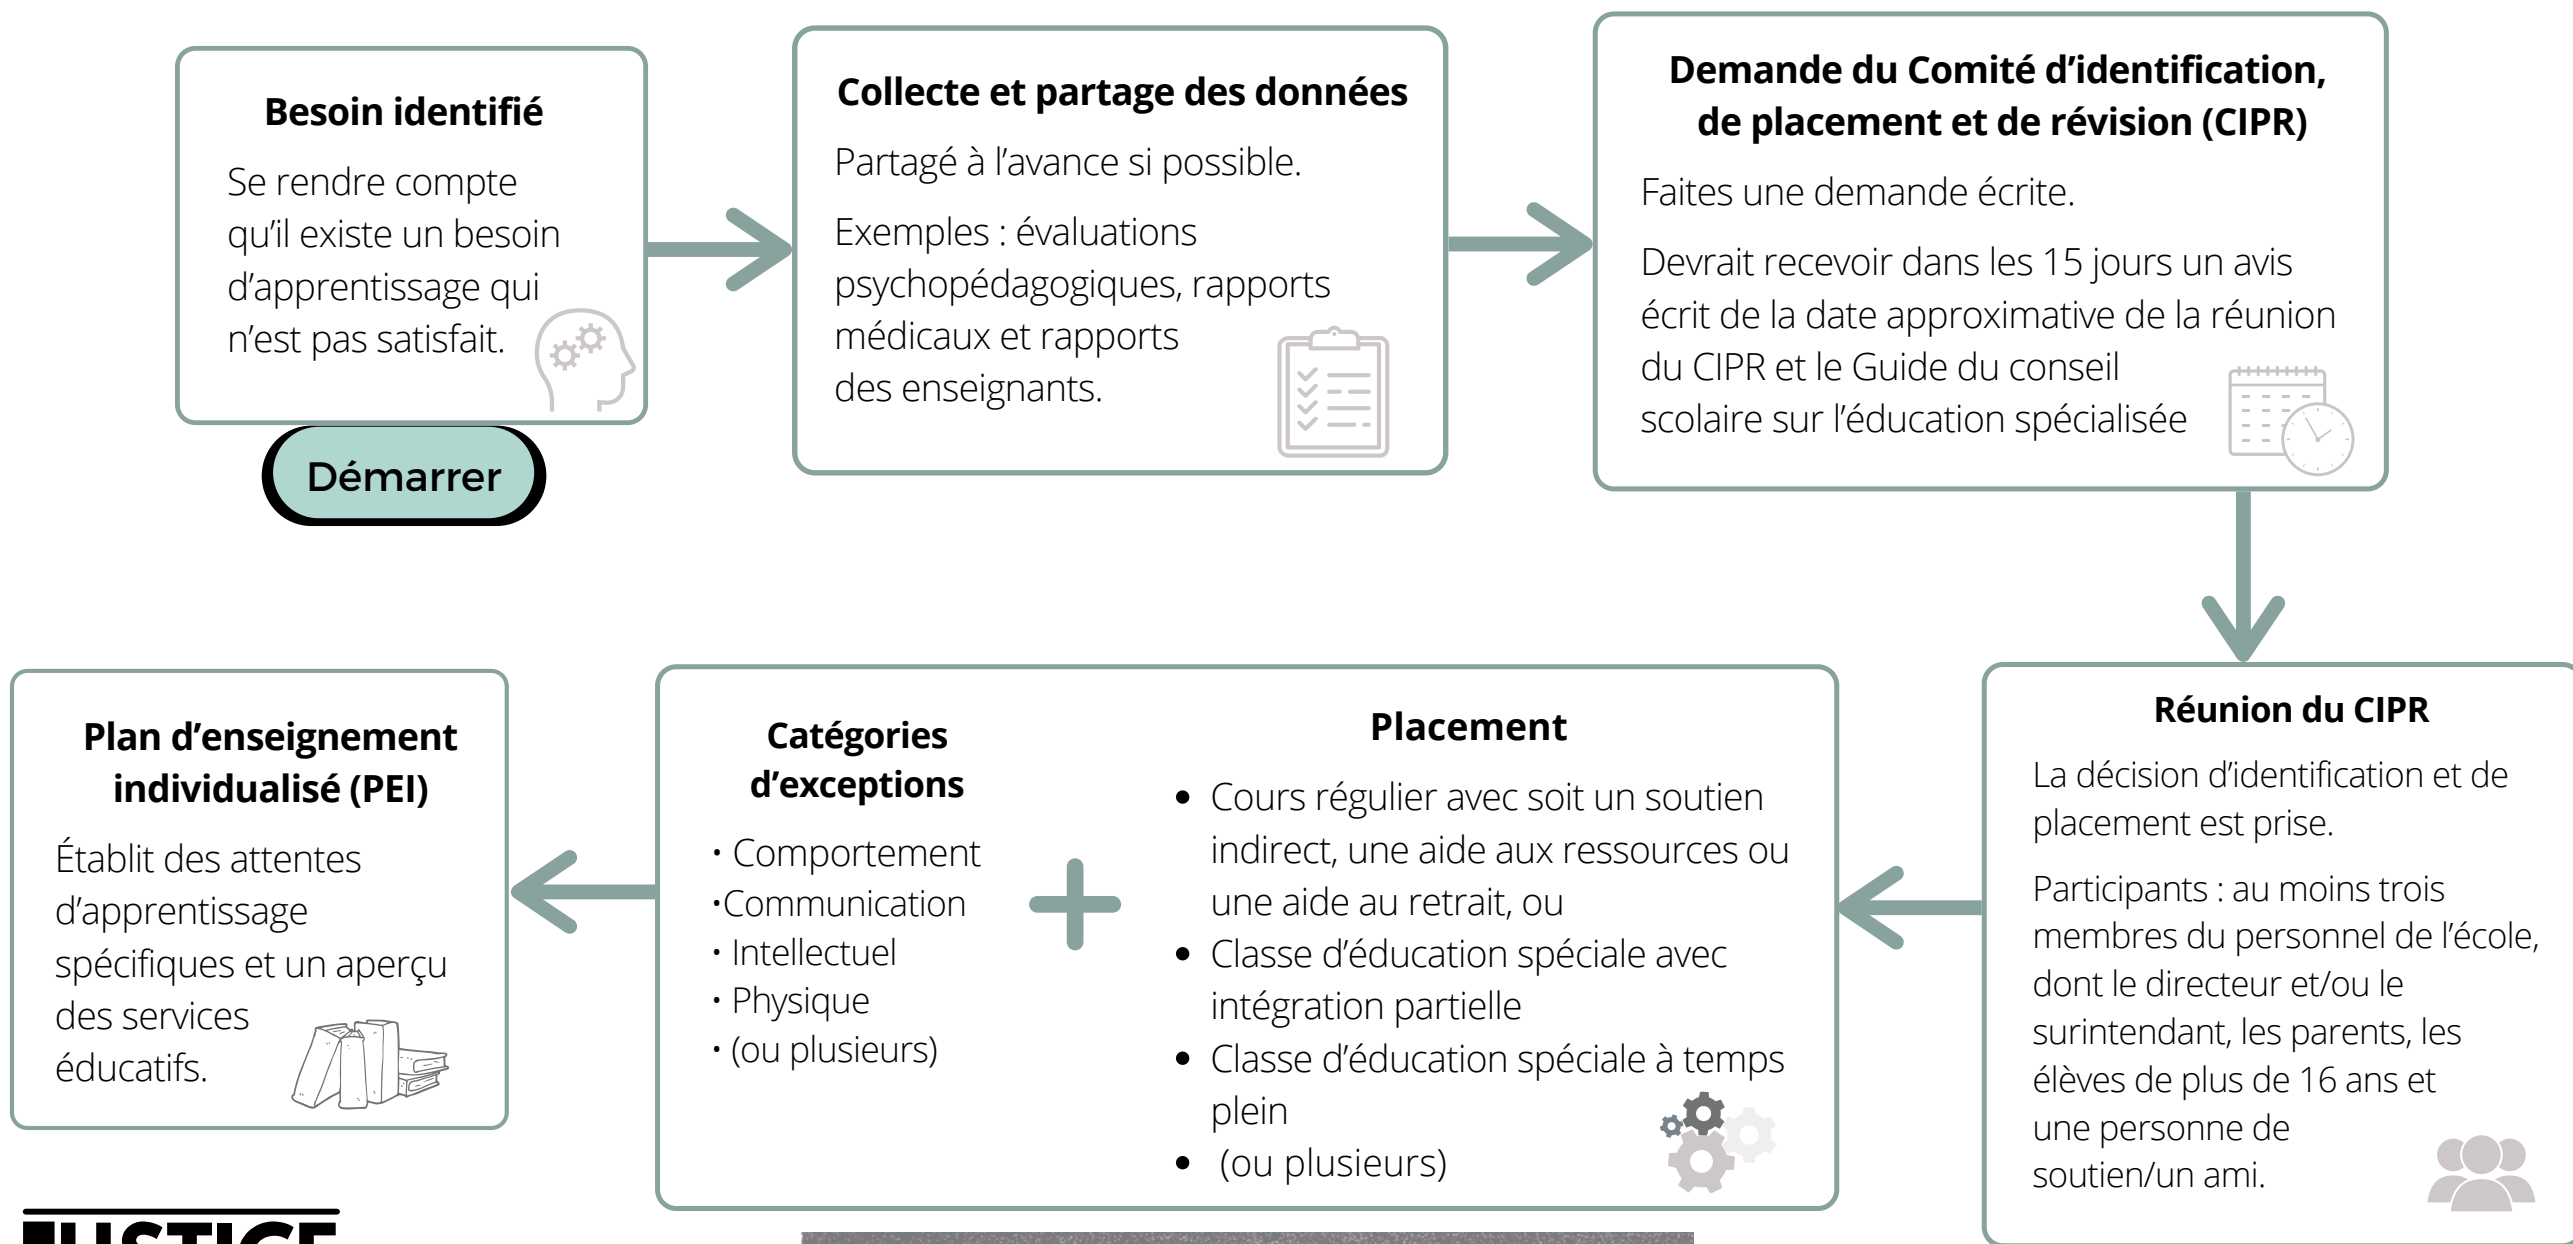 Besoin identifié
Se rendre compte
qu'il existe un besoin
d'apprentissage qui
n'est pas satisfait.
Démarrer
Collecte et partage des données
Partagé à l'avance si possible.
Exemples : évaluations
psychopédagogiques, rapports
médicaux et rapports
des enseignants.
Demande du Comité d'identification,
de placement et de révision (CIPR)
Faites une demande écrite.
Devrait recevoir dans les 15 jours un avis
écrit de la date approximative de la réunion
du CIPR et le Guide du conseil
scolaire sur l'éducation spécialisée
Réunion du CIPR
La décision d'identification et de
placement est prise.
Participants : au moins trois
membres du personnel de l'école,
dont le directeur et/ou le
surintendant, les parents, les
élèves de plus de 16 ans et
une personne de
soutien/un ami.
Catégories
d'exceptions
• Comportement
•Communication
• Intellectuel
• Physique
• (ou plusieurs)
+
Placement
• Cours régulier avec soit un soutien
indirect, une aide aux ressources ou
une aide au retrait, ou
• Classe d'éducation spéciale avec
intégration partielle
• Classe d'éducation spéciale à temps
plein
• (ou plusieurs)
Plan d'enseignement
individualisé (PEI)
Établit des attentes
d'apprentissage
spécifiques et un aperçu
des services
éducatifs.
JUSTICE